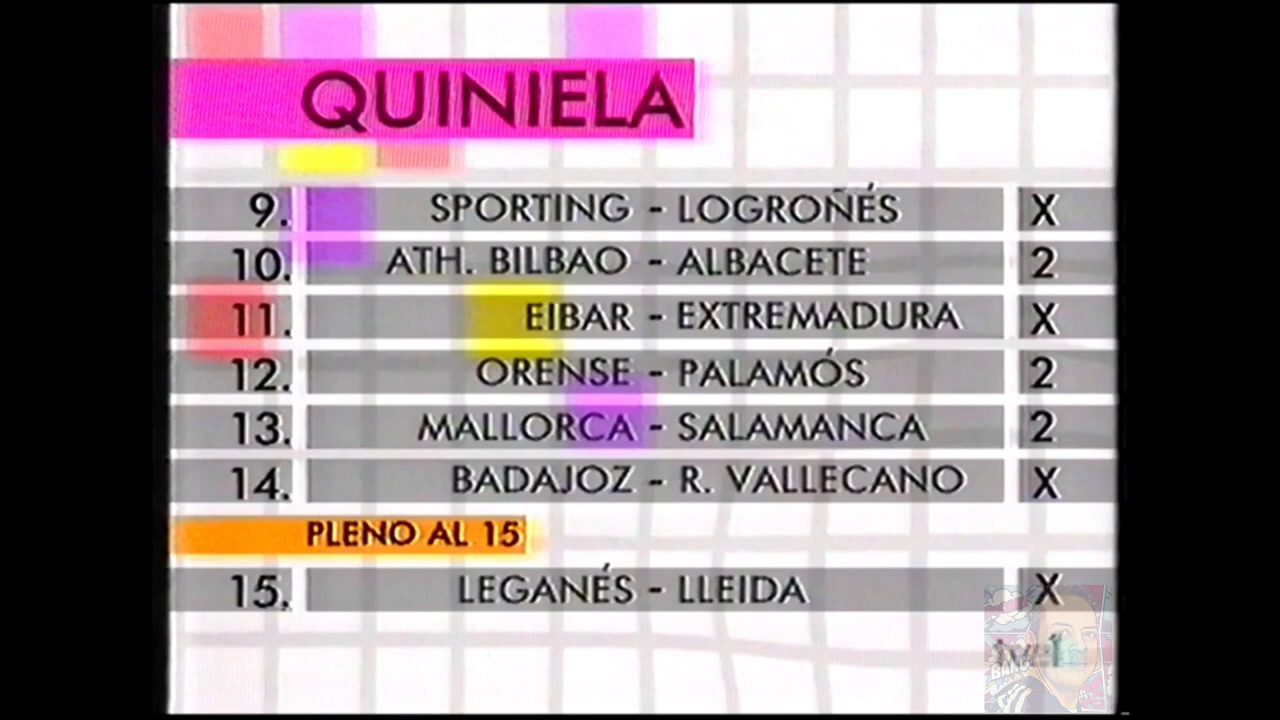 QUINIELA
9. SPORTING - LOGROÑÉS X
10. ATH. BILBAO - ALBACETE 2
11. EIBAR - EXTREMADURA X
12. ORENSE - PALAMÓS 2
13. MALLORCA - SALAMANCA 2
14. BADAJOZ - R. VALLECANO X
PLENO AL 15
15. LEGANÉS - LLEIDA X